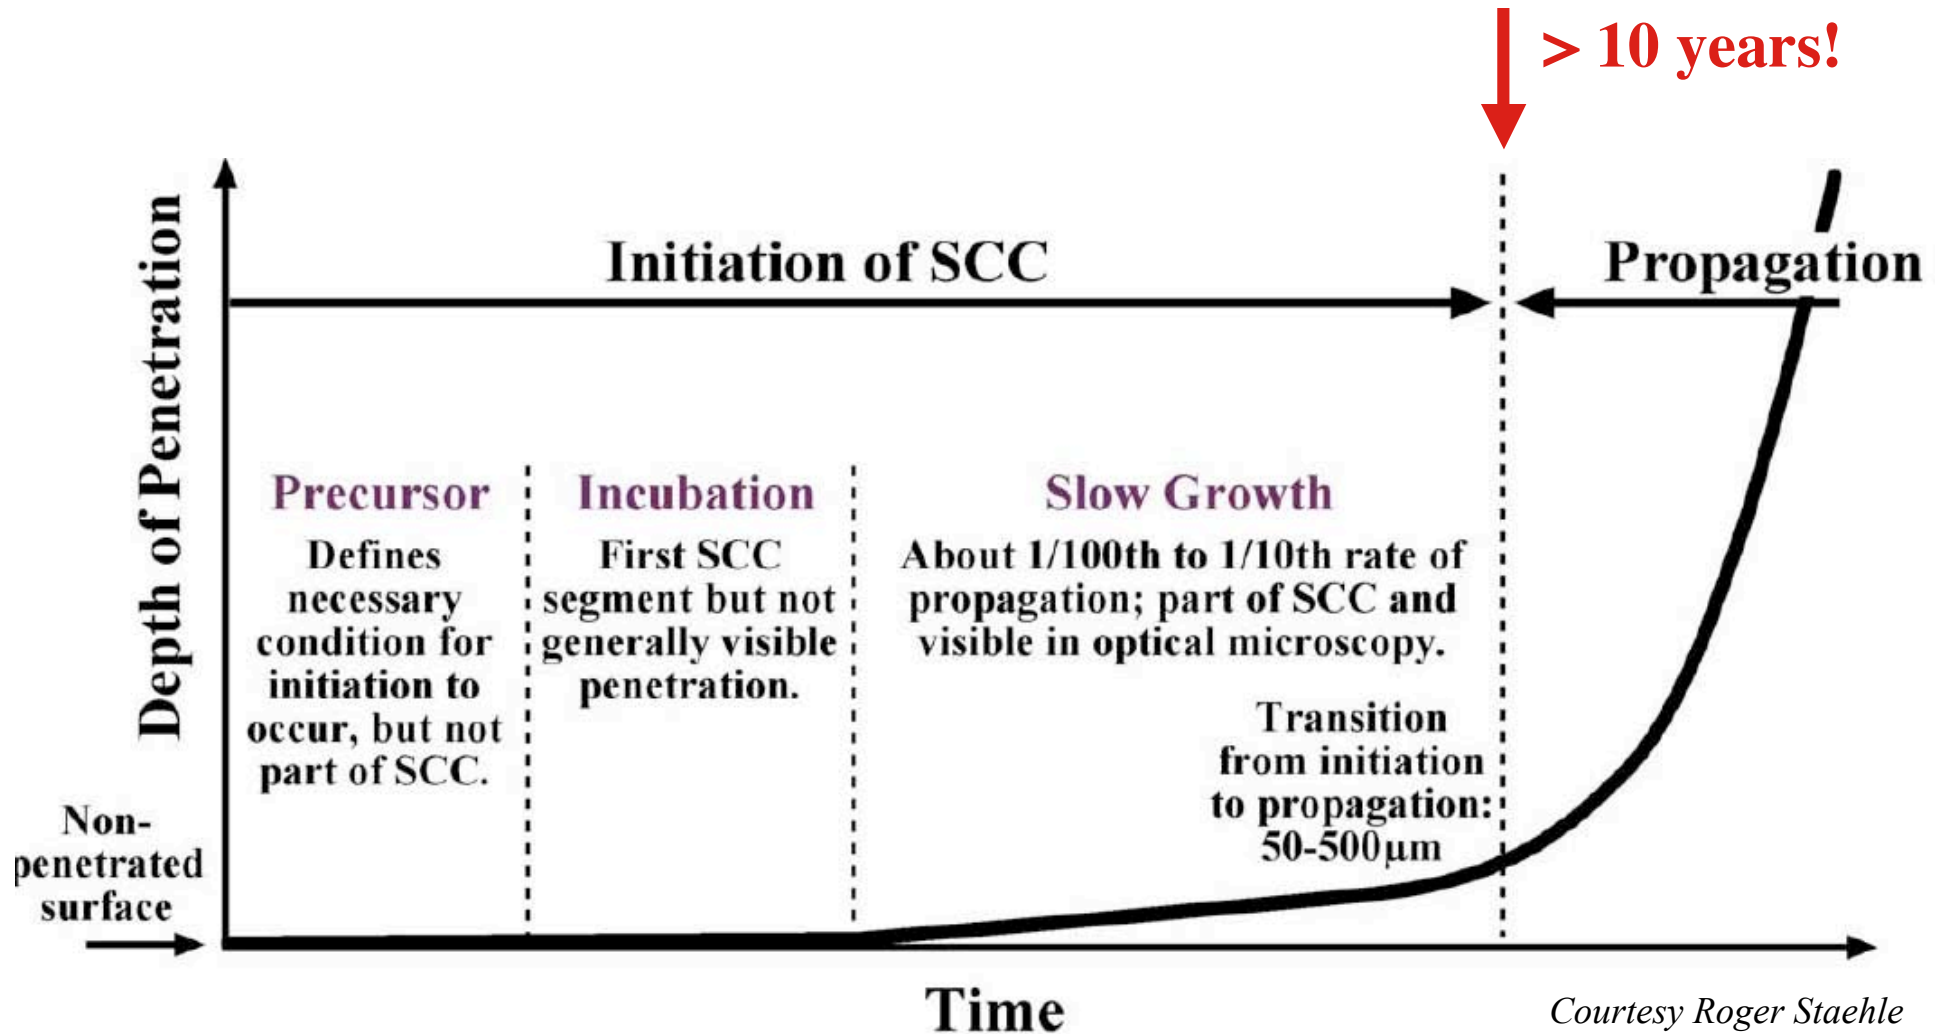 > 10 years!
Initiation of SCC
Propagation
Depth of Penetration
Precursor
Defines
necessary
condition for
initiation to
occur, but not
part of SCC.
Incubation
First SCC
segment but not
generally visible
penetration.
Slow Growth
About 1/100th to 1/10th rate of
propagation; part of SCC and
visible in optical microscopy.
Transition
from initiation
to propagation:
50-500μm
Non-
penetrated
surface
Time
Courtesy Roger Staehle